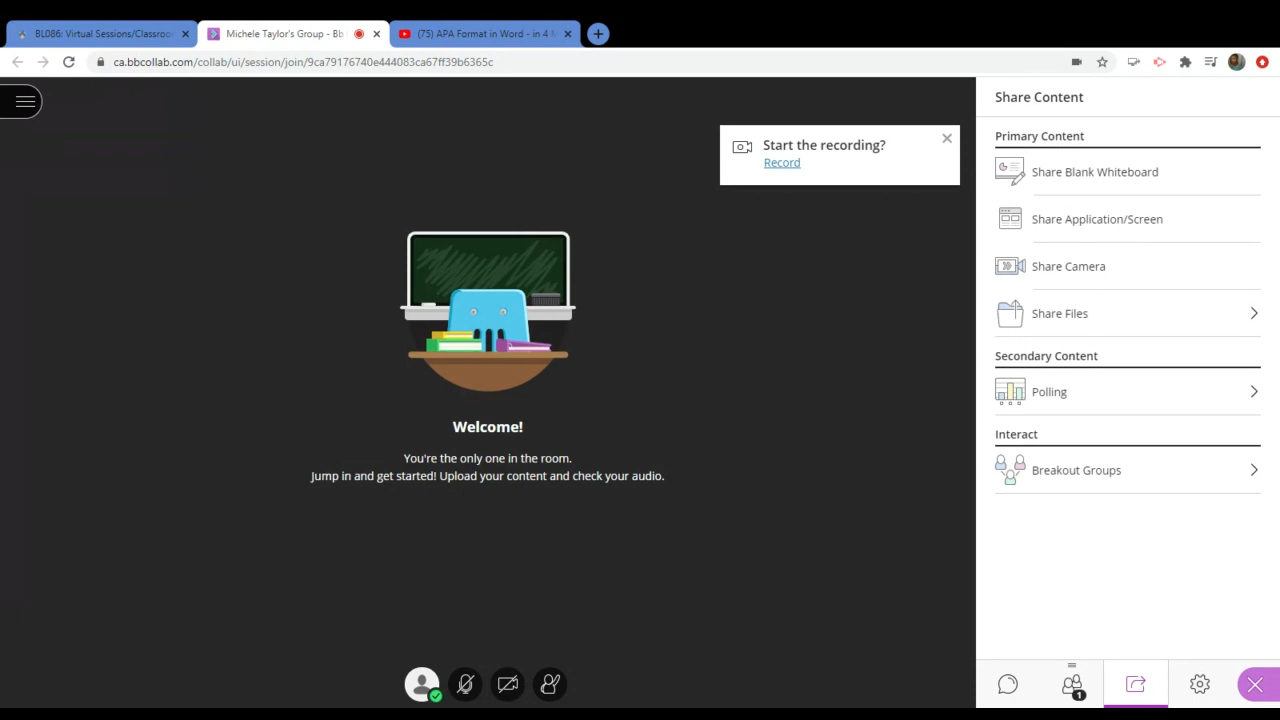 BL086: Virtual Sessions/Classroo
Michele Taylor's Group - Bb
(75) APA Format in Word - in 4 M
ca.bbcollab.com/collab/ui/session/join/9ca79176740e444083ca67ff39b6365c
Start the recording?
Record
Welcome!
You're the only one in the room.
Jump in and get started! Upload your content and check your audio.
Share Content
Primary Content
Share Blank Whiteboard
Share Application/Screen
Share Camera
Share Files
Secondary Content
Polling
Interact
Breakout Groups
1